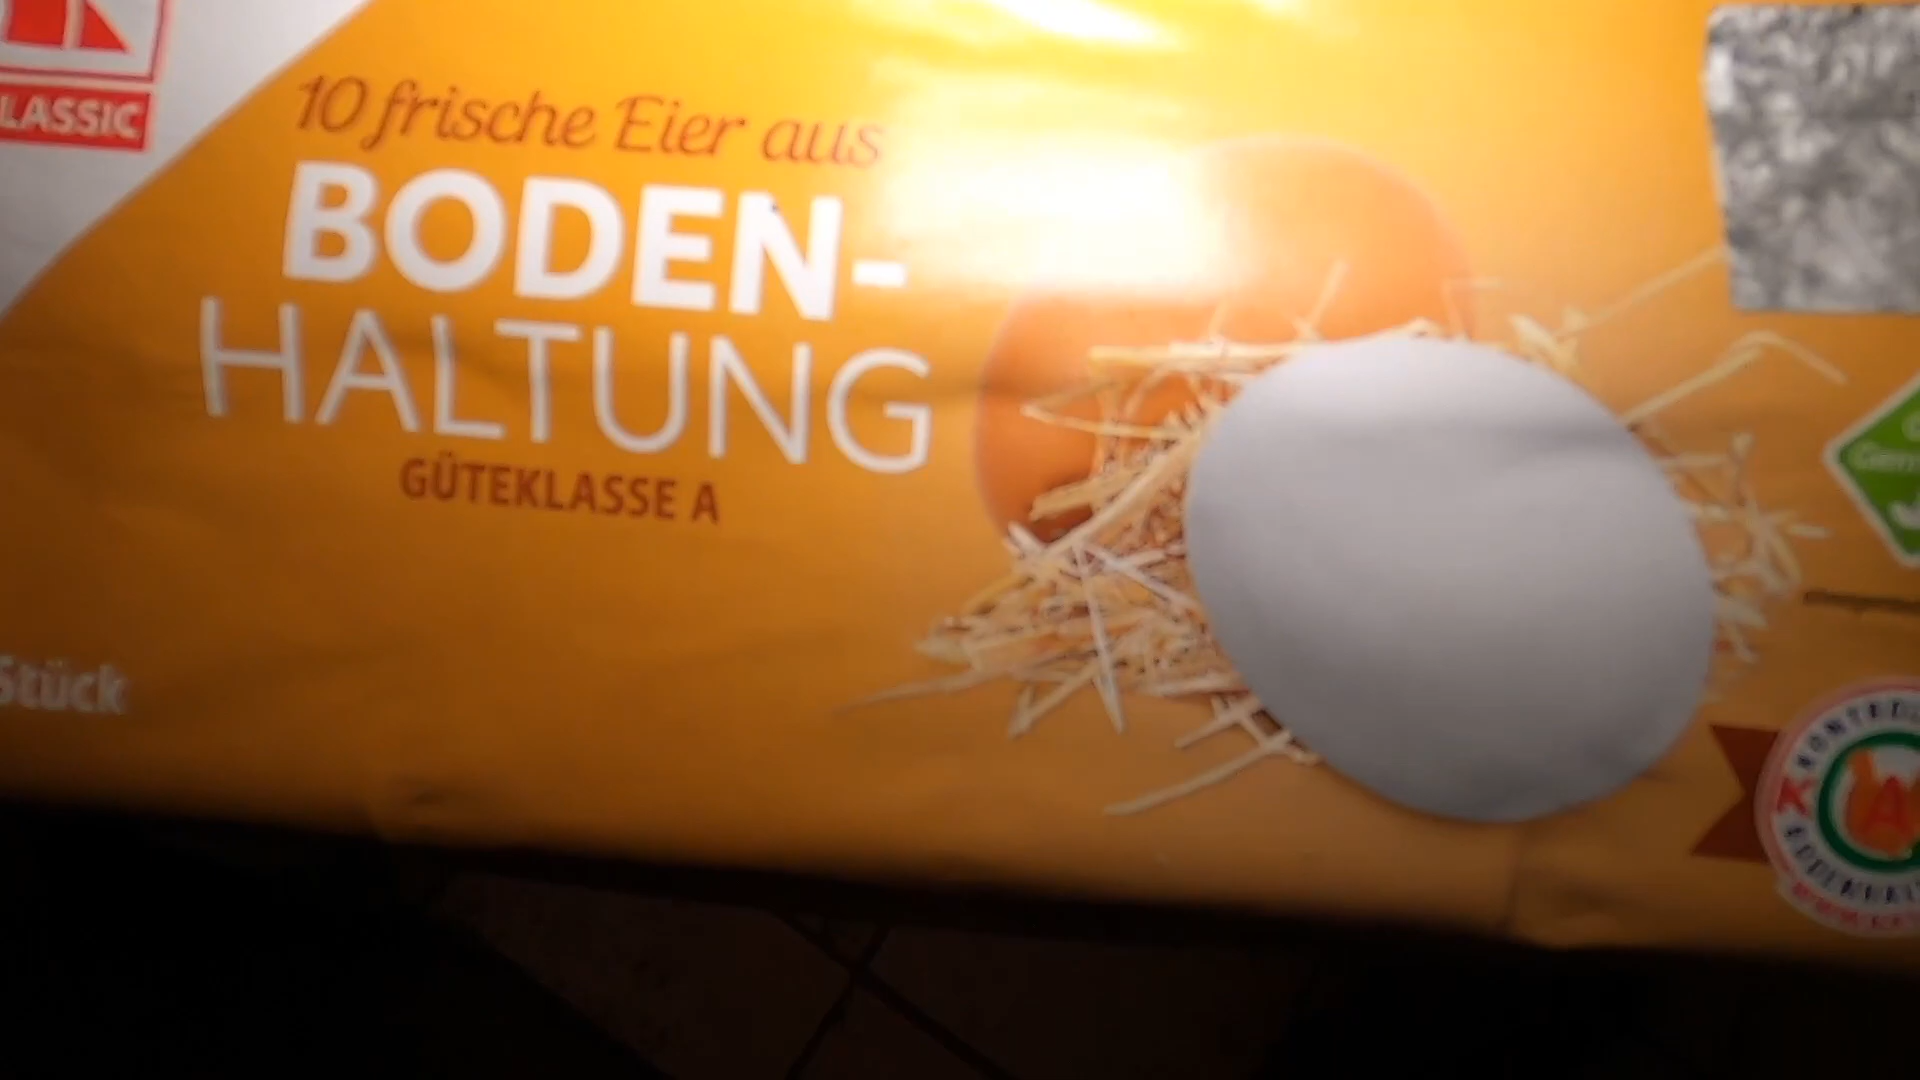 LASSIC
10 frische Eier aus
BODEN-
HALTUNG
GÜTEKLASSE A
Stück